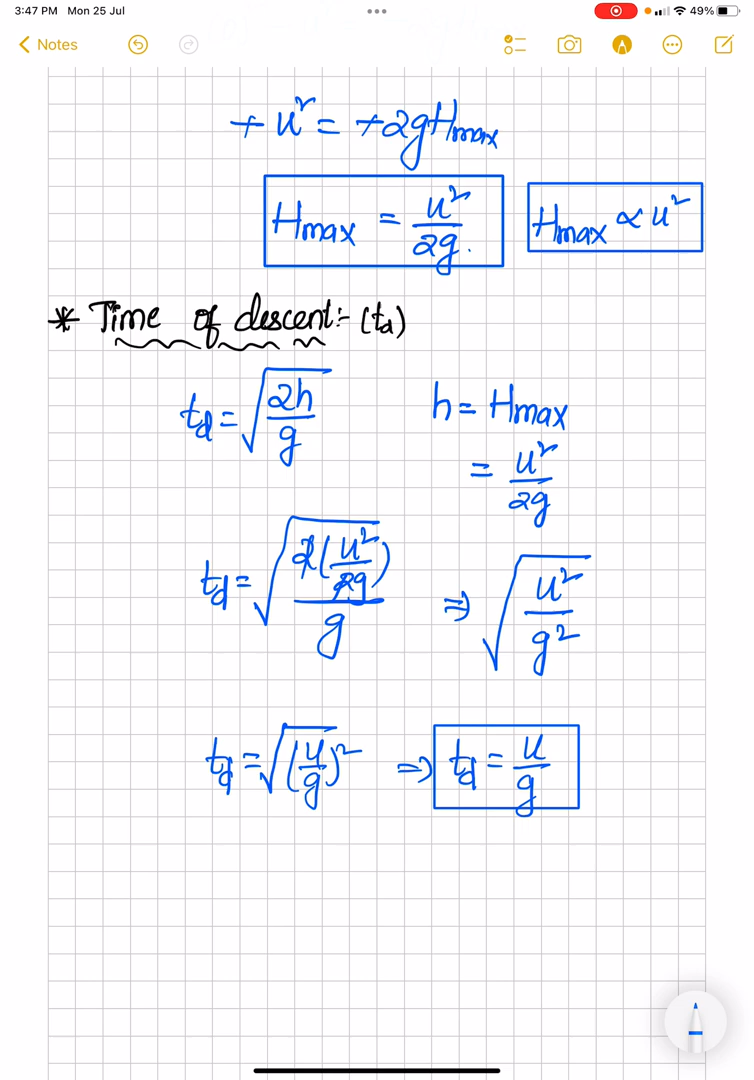 3:47 PM Mon 25 Jul 49%
Notes
+ u² = +2gHmax
Hmax = u²/2g. Hmax ∝ u²
* Time of descent:- (td)
td = √(2h/g) h = Hmax
= u²/2g
td = √(2(u²/2g)/g) ⇒ √(u²/g²)
td = √(u/g)² ⇒ td = u/g